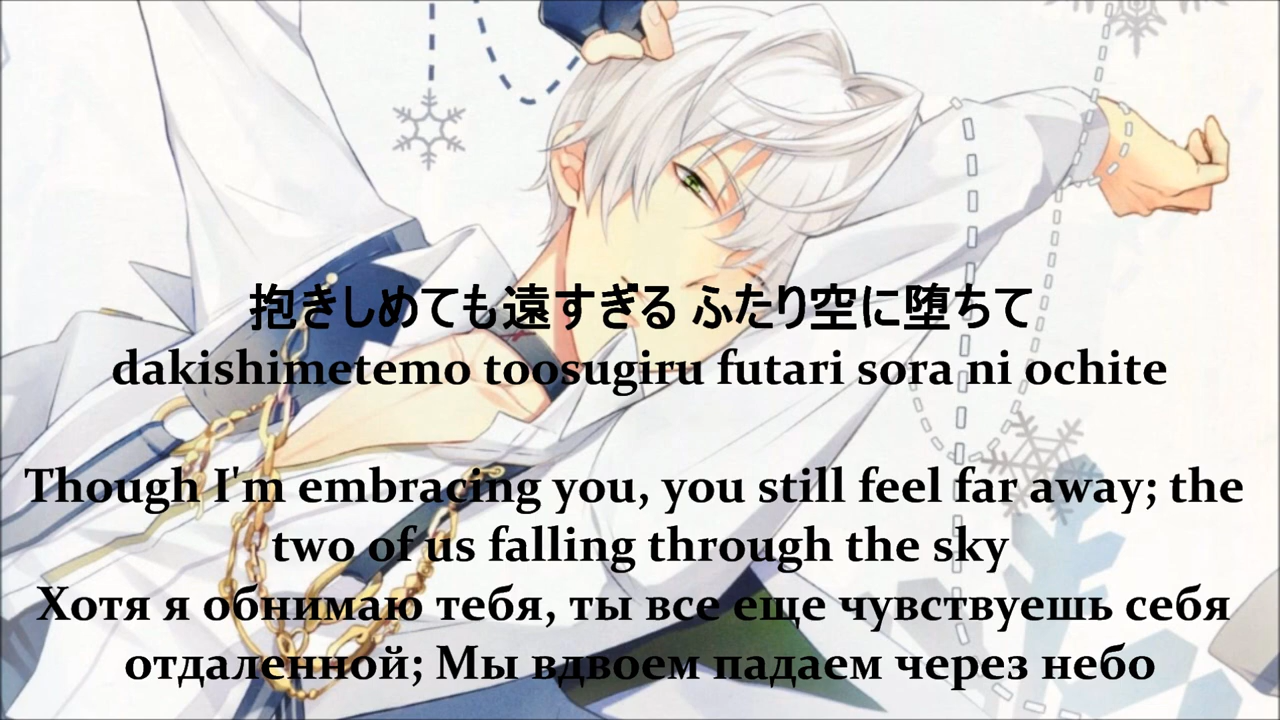 抱きしめても遠すぎる ふたり空に堕ちて
dakishimetemo toosugiru futari sora ni ochite
Though I'm embracing you, you still feel far away; the
two of us falling through the sky
Хотя я обнимаю тебя, ты все еще чувствуешь себя
отдаленной; Мы вдвоем падаем через небо